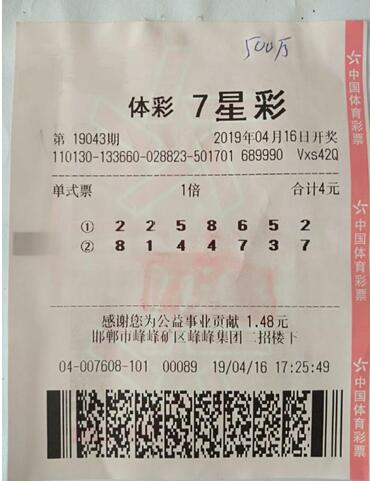 500万
体彩 7星彩
第 19043期 2019年04月16日开奖
110130-133660-028823-501701 689990 Vxs42Q
单式票 1倍 合计4元
① 2 2 5 8 6 5 2
② 8 1 4 4 7 3 7
感谢您为公益事业贡献 1.48元
邯郸市峰峰矿区峰峰集团二招楼下
04-007608-101 00089 19/04/16 17:25:49
中国体育彩票
中国体育彩票
中国体育彩票